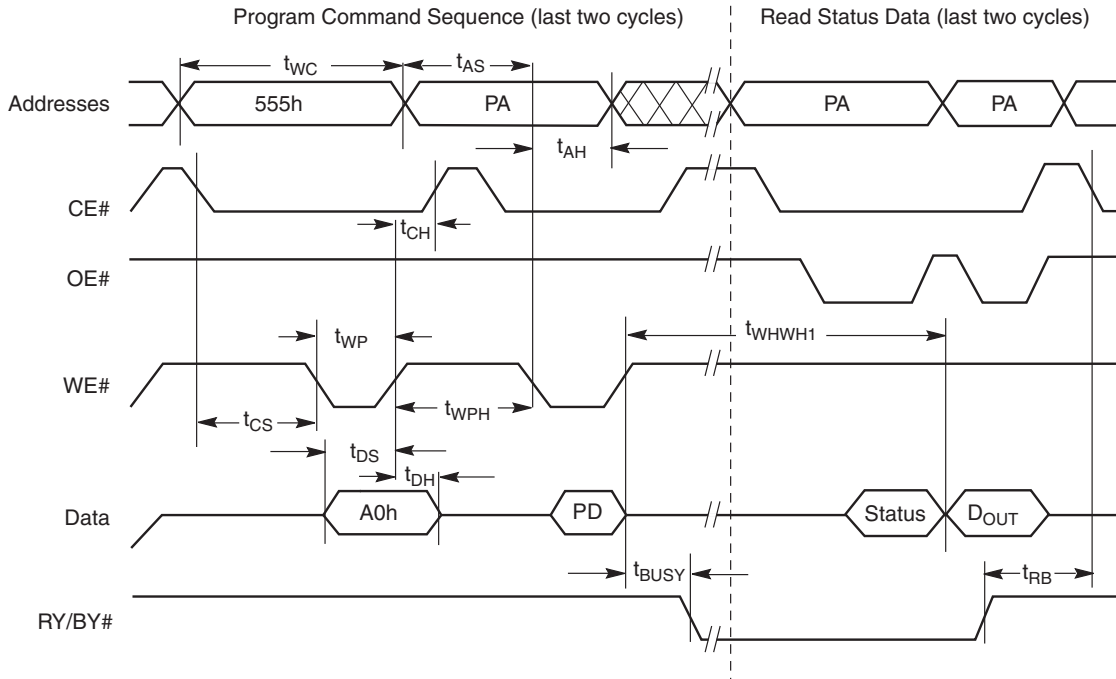 Program Command Sequence (last two cycles)
Read Status Data (last two cycles)
tWC
tAS
Addresses
555h
PA
PA
PA
tAH
CE#
tCH
OE#
tWP
tWHWH1
WE#
tCS
tWPH
tDS
tDH
Data
A0h
PD
Status
DOUT
tBUSY
tRB
RY/BY#